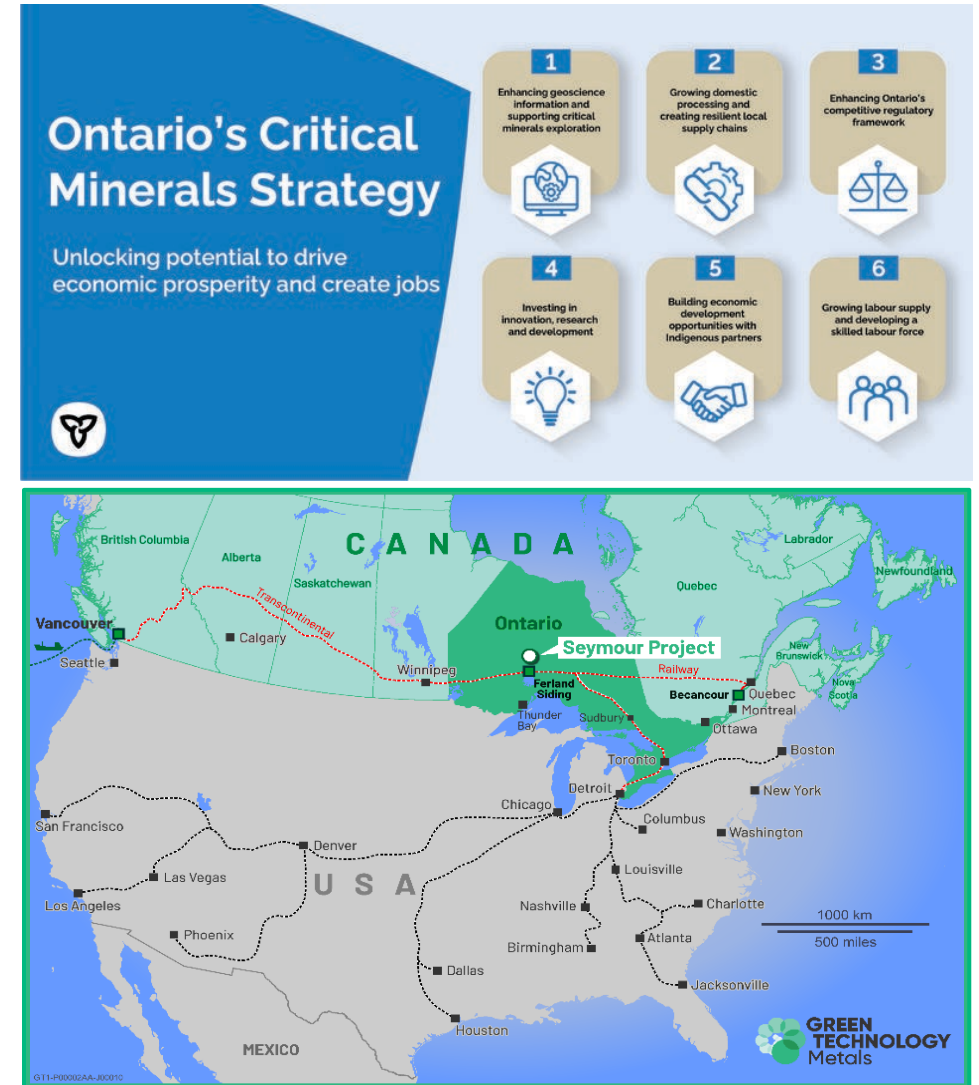 Ontario's Critical
Minerals Strategy
Unlocking potential to drive
economic prosperity and create jobs
1
Enhancing geoscience
information and
supporting critical
minerals exploration
2
Growing domestic
processing and
creating resilient local
supply chains
3
Enhancing Ontario's
competitive regulatory
framework
4
Investing in
innovation, research
and development
5
Building economic
development
opportunities with
Indigenous partners
6
Growing labour supply
and developing a
skilled labour force
CANADA
British Columbia
Alberta
Saskatchewan
Labrador
Newfoundland
Quebec
Transcontinental
Ontario
Vancouver
Calgary
Seattle
Winnipeg
Seymour Project
Railway
New
Brunswick
Nova
Scotia
Ferland
Siding
Becancour
Quebec
Montreal
Thunder
Bay
Sudbury
Ottawa
Toronto
Boston
Detroit
New York
Chicago
San Francisco
Columbus
Washington
Denver
Las Vegas
USA
Louisville
Los Angeles
Nashville
Charlotte
1000 km
500 miles
Phoenix
Birmingham
Atlanta
Dallas
Jacksonville
Houston
MEXICO
GREEN
TECHNOLOGY
Metals
GT1-P00002AA-J00010